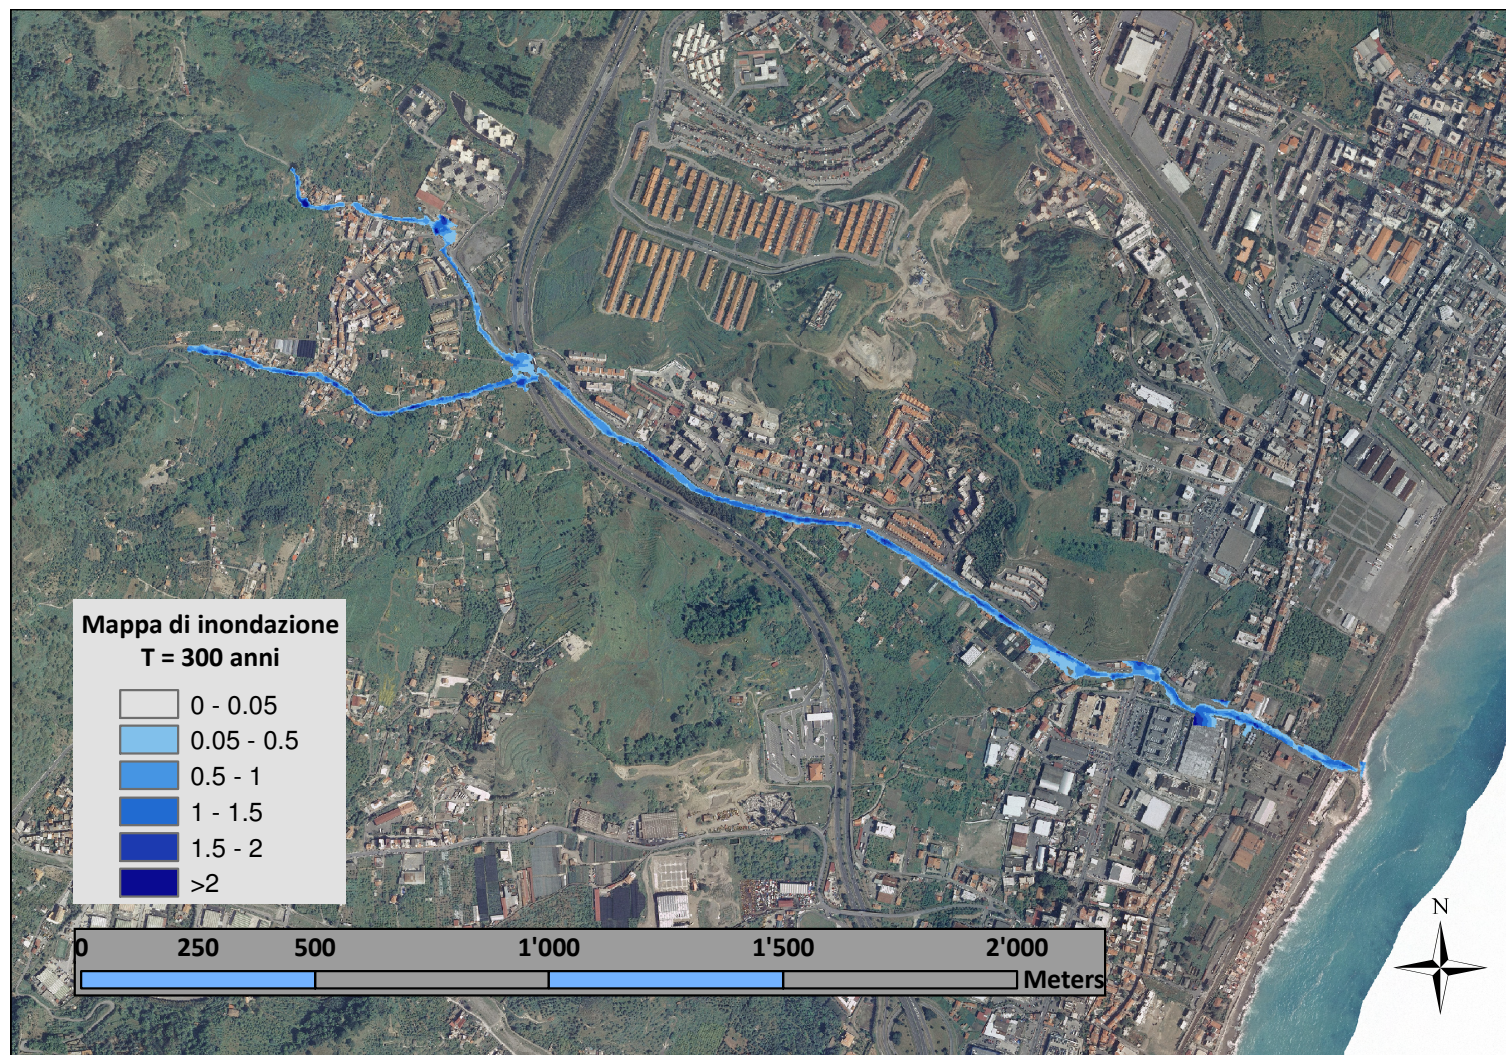 Mappa di inondazione
T = 300 anni
0 - 0.05
0.05 - 0.5
0.5 - 1
1 - 1.5
1.5 - 2
>2
0 250 500 1'000 1'500 2'000
Meters
N